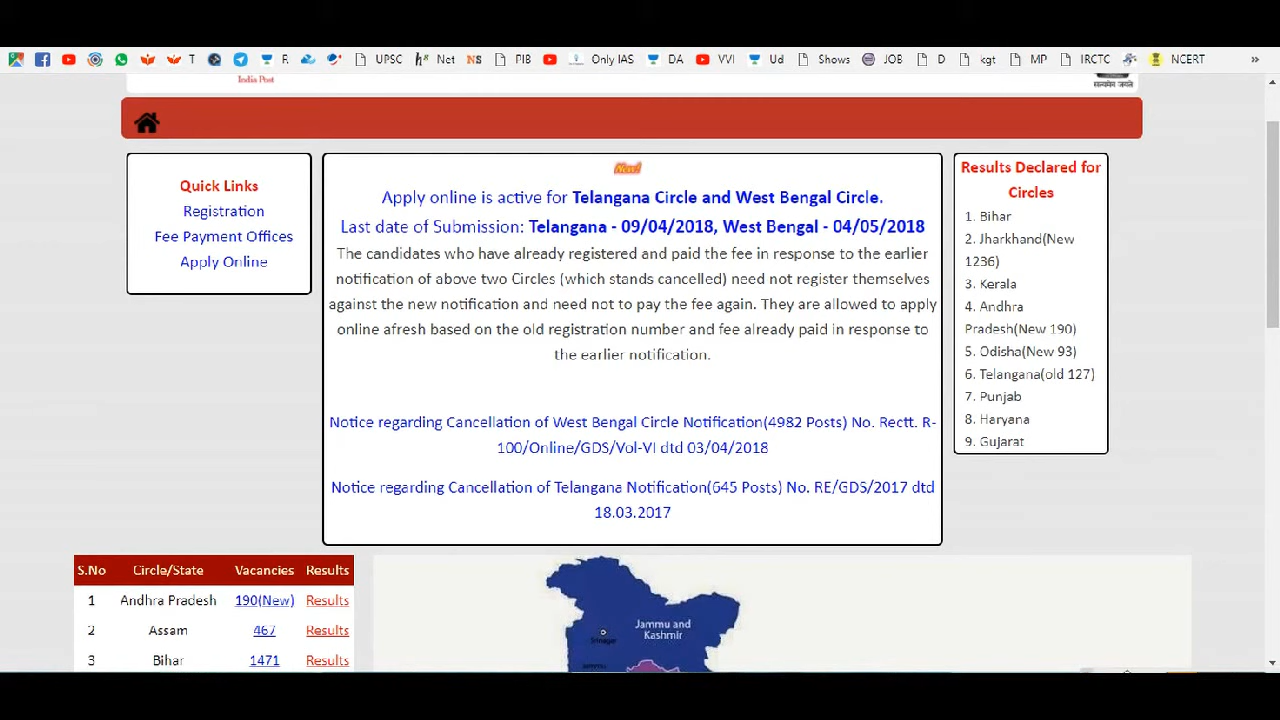 T
F.
UPSC
Na
NS
PIB
Only IAS
DA
VVI
Ud
Shows
JOB
D
kgt
MP
IRCTC
NCERT
»
India Post
सत्यमेव जयते
Quick Links
Registration
Fee Payment Offices
Apply Online
New!
Apply online is active for Telangana Circle and West Bengal Circle.
Last date of Submission: Telangana - 09/04/2018, West Bengal - 04/05/2018
The candidates who have already registered and paid the fee in response to the earlier
notification of above two Circles (which stands cancelled) need not register themselves
against the new notification and need not to pay the fee again. They are allowed to apply
online afresh based on the old registration number and fee already paid in response to
the earlier notification.
Notice regarding Cancellation of West Bengal Circle Notification(4982 Posts) No. Rectt. R-
100/Online/GDS/Vol-VI dtd 03/04/2018
Notice regarding Cancellation of Telangana Notification(645 Posts) No. RE/GDS/2017 dtd
18.03.2017
Results Declared for
Circles
1. Bihar
2. Jharkhand(New
1236)
3. Kerala
4. Andhra
Pradesh(New 190)
5. Odisha(New 93)
6. Telangana(old 127)
7. Punjab
8. Haryana
9. Gujarat
S.No Circle/State Vacancies Results
1 Andhra Pradesh 190(New) Results
2 Assam 467 Results
3 Bihar 1471 Results
Jammu and
Kashmir
Srinagar